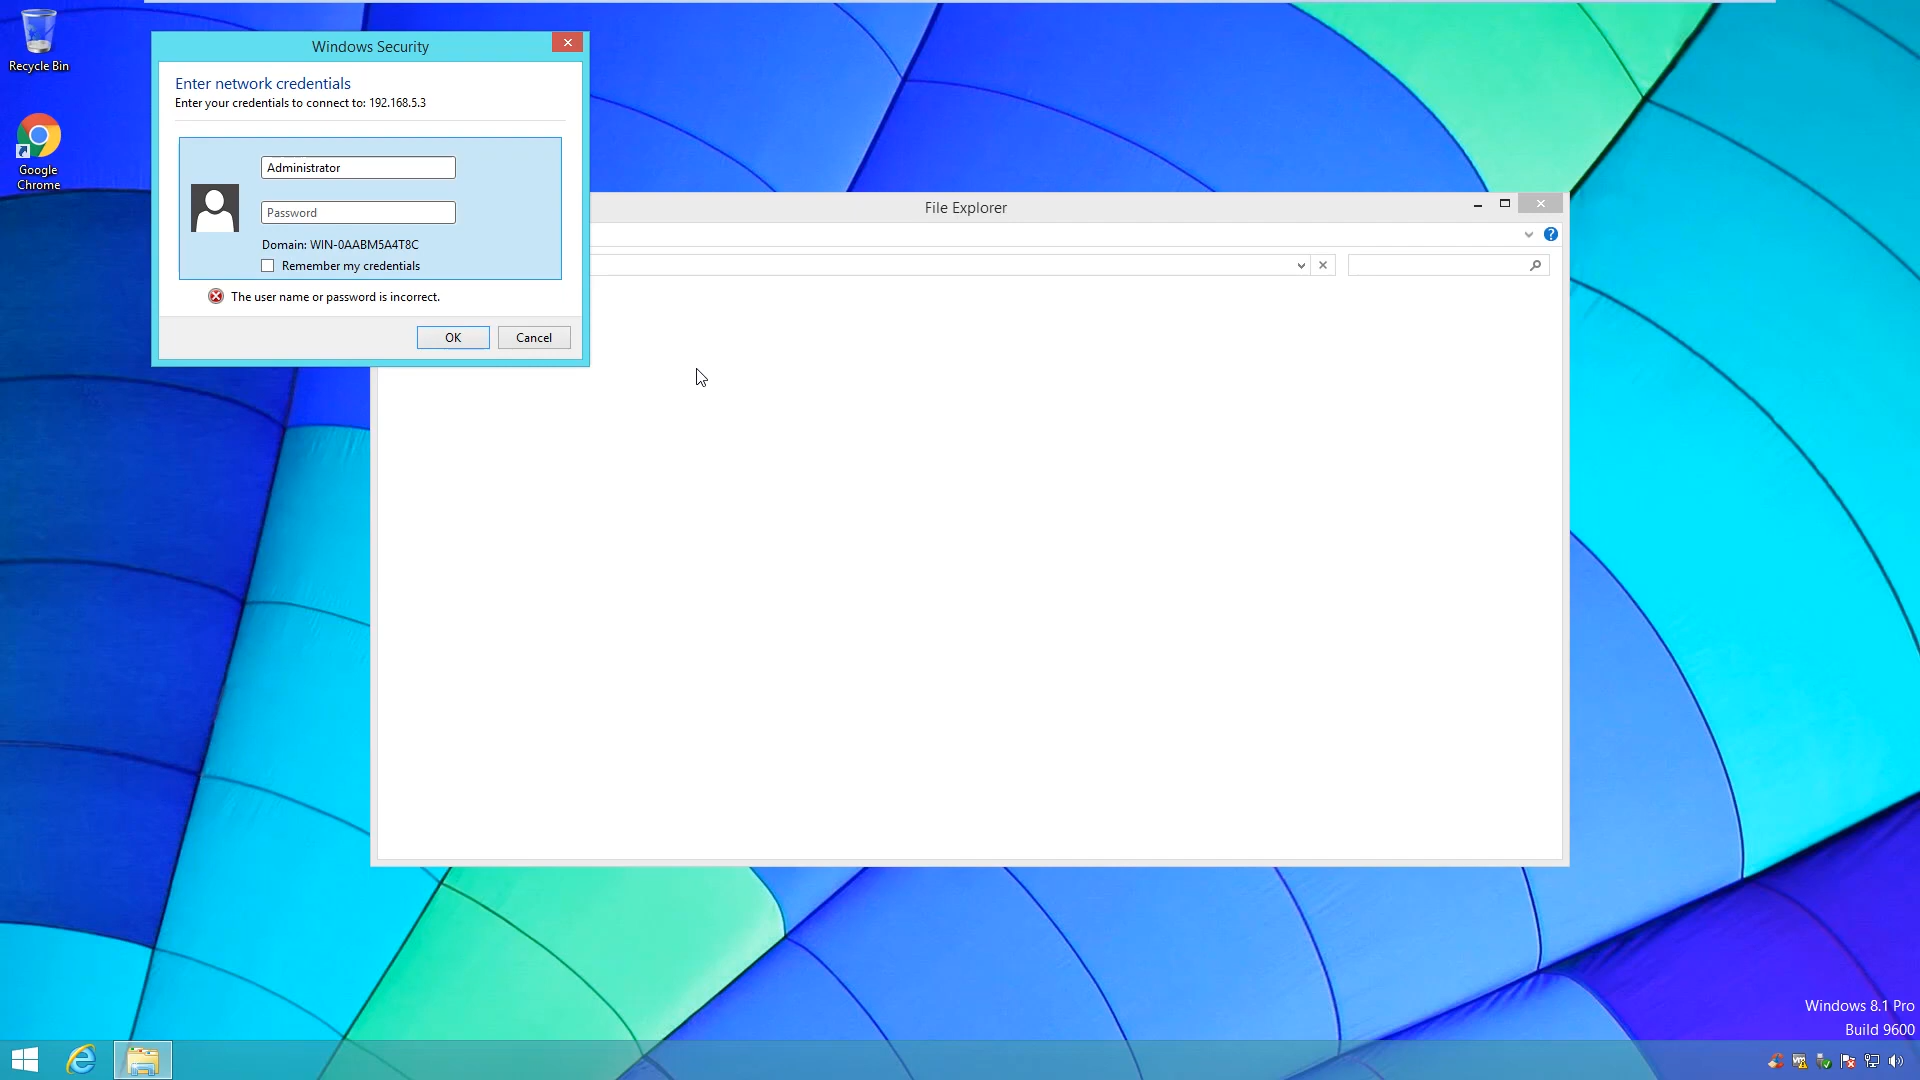 Recycle Bin
Google
Chrome
Windows Security
Enter network credentials
Enter your credentials to connect to: 192.168.5.3
Administrator
Password
Domain: WIN-0AABM5A4T8C
Remember my credentials
The user name or password is incorrect.
OK
Cancel
File Explorer
Windows 8.1 Pro
Build 9600